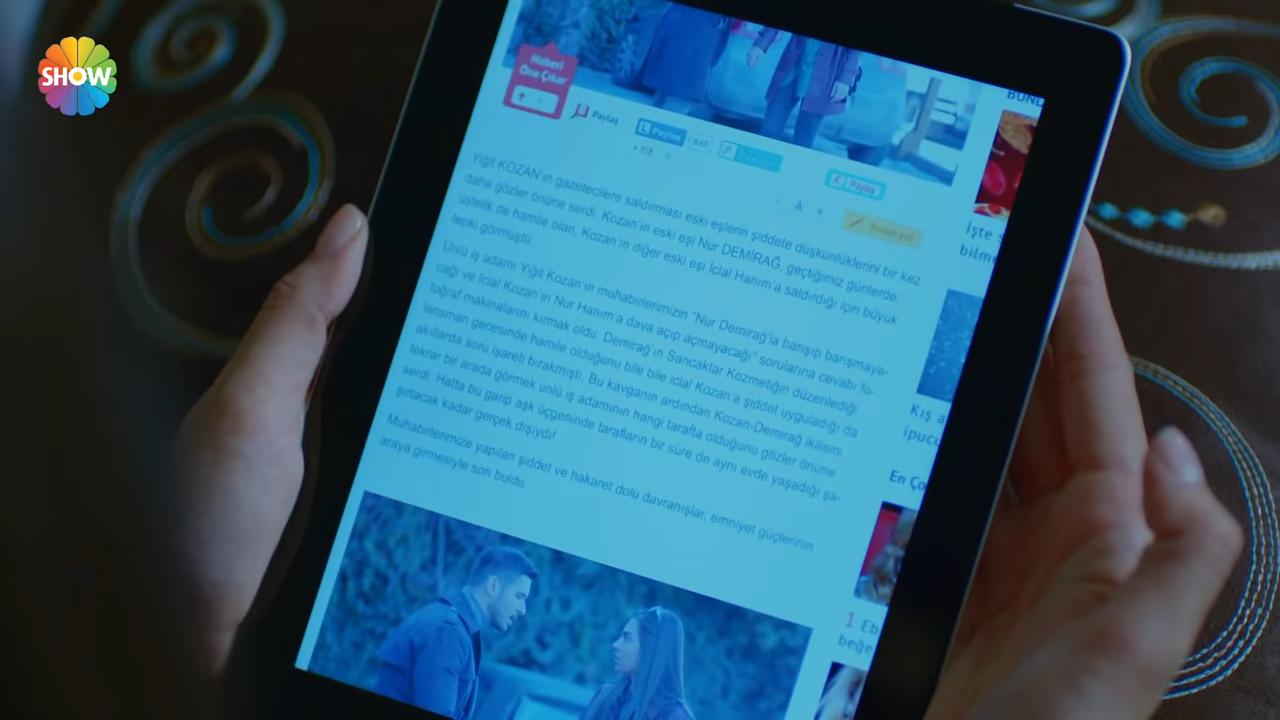 SHOW
Haberi
Öne Çıkar
Paylaş
Paylaş
848
+ 113
Paylaş
A +
Yiğit KOZAN'ın gazetecilere saldırması eski eşlerin şiddete düşkünlüklerini bir kez
daha gözler önüne serdi. Kozan'ın eski eşi Nur DEMİRAĞ, geçtiğimiz günlerde,
üstelik de hamile olan, Kozan'ın diğer eski eşi İclal Hanım'a saldırdığı için büyük
tepki görmüştü.
Ünlü iş adamı Yiğit Kozan'ın muhabirlerimizin "Nur Demirağ'la barışıp barışmaya-
cağı ve İclal Kozan'ın Nur Hanım'a dava açıp açmayacağı" sorularına cevabı fo-
toğraf makinalarını kırmak oldu. Demirağ'ın Sancaktar Kozmetiğin düzenlediği
lansman gecesinde hamile olduğunu bile bile iclal Kozan'a şiddet uyguladığı da
akıllarda soru işareti bırakmıştı. Bu kavganın ardından Kozan-Demirağ ikilisini
tekrar bir arada görmek ünlü iş adamının hangi tarafta olduğunu gözler önüne
serdi. Hatta bu garip aşk üçgeninde tarafların bir süre de aynı evde yaşadığı şa-
şırtacak kadar gerçek dışıydı!
Muhabirlerimize yapılan şiddet ve hakaret dolu davranışlar, emniyet güçlerinin
araya girmesiyle son buldu.
BUND
İşte s
bilme
Kış a
ipucu
En Ço
1 Eb
beğe